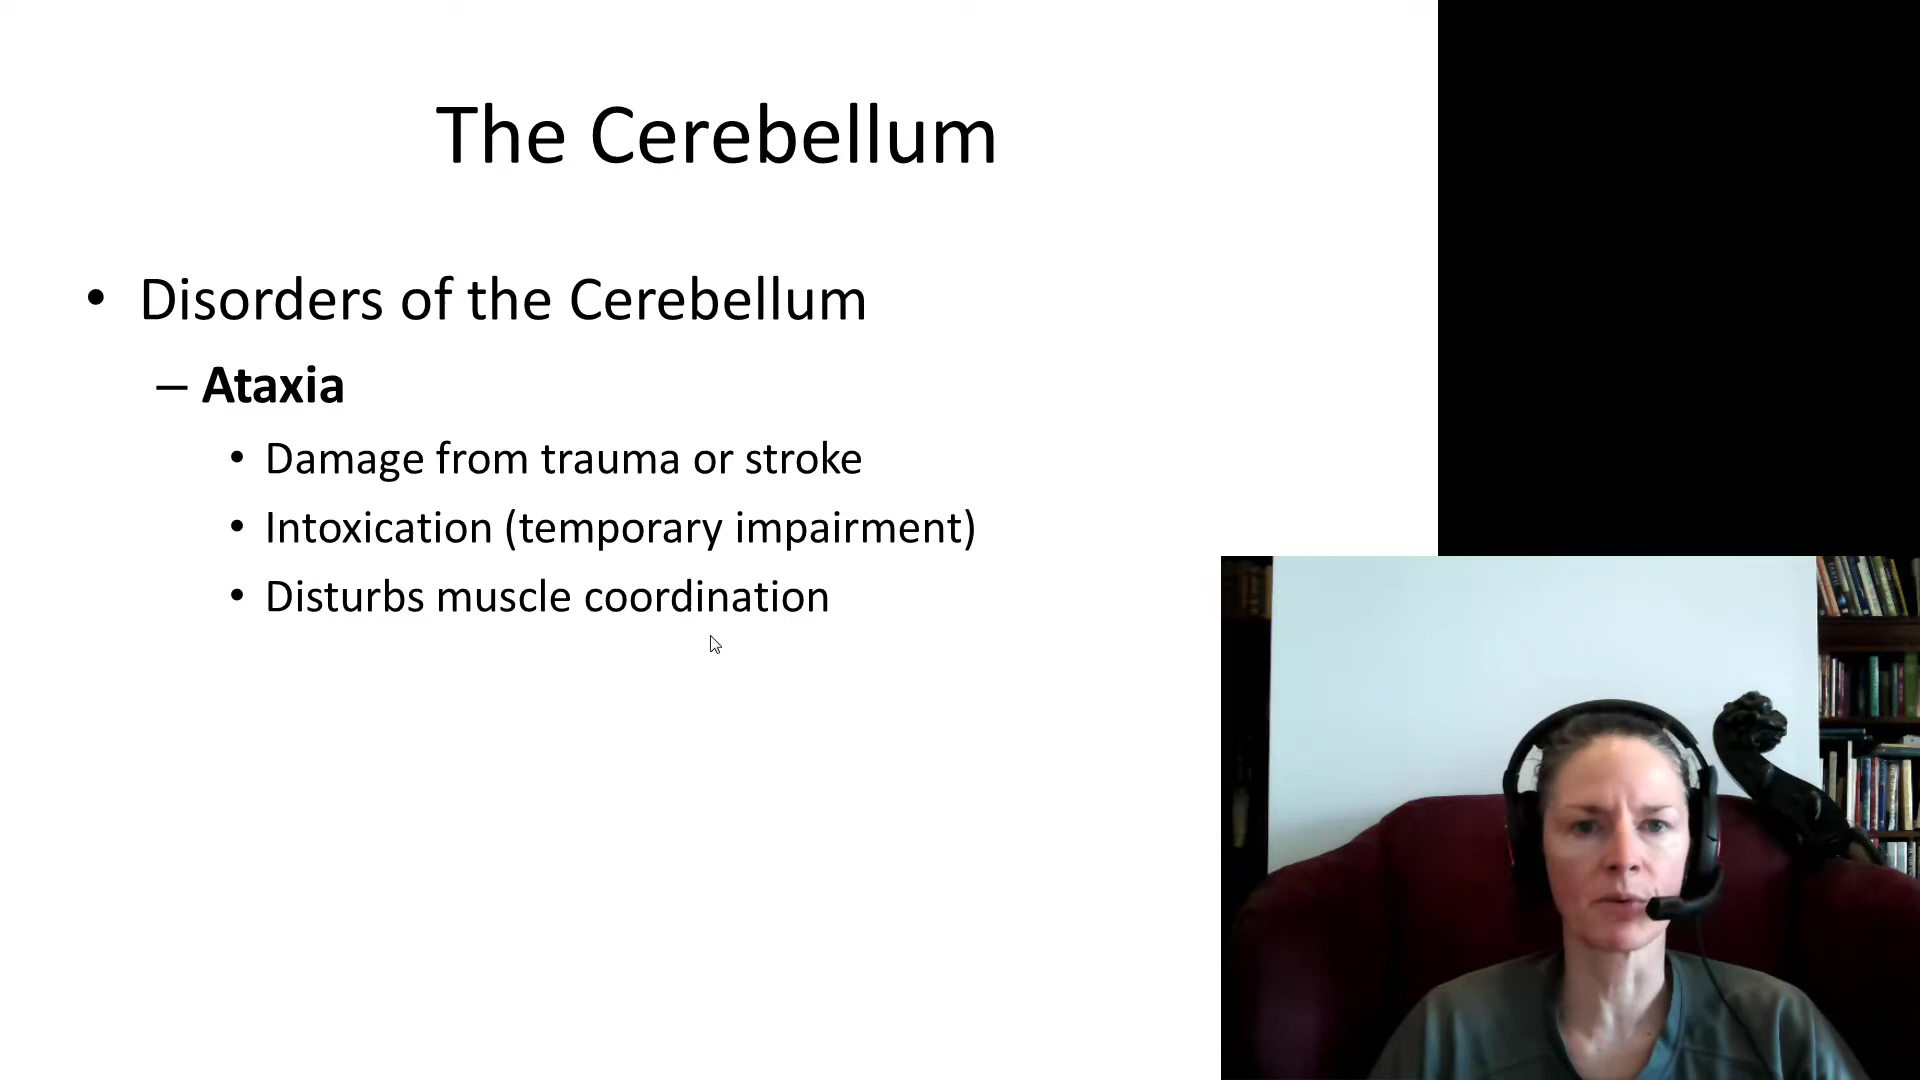 The Cerebellum
• Disorders of the Cerebellum
– Ataxia
• Damage from trauma or stroke
• Intoxication (temporary impairment)
• Disturbs muscle coordination